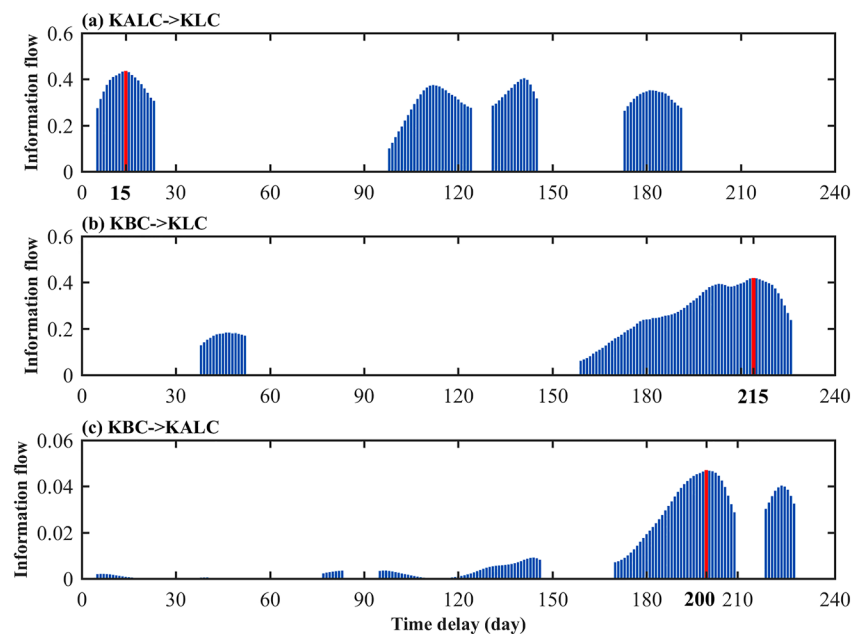 (a) KALC->KLC
Information flow
0.6
0.4
0.2
0
0 15 30 60 90 120 150 180 210 240
(b) KBC->KLC
Information flow
0.6
0.4
0.2
0
0 30 60 90 120 150 180 215 240
(c) KBC->KALC
Information flow
0.06
0.04
0.02
0
0 30 60 90 120 150 180 200 210 240
Time delay (day)